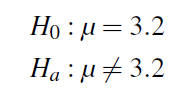 H₀ : μ = 3.2
Hₐ : μ ≠ 3.2